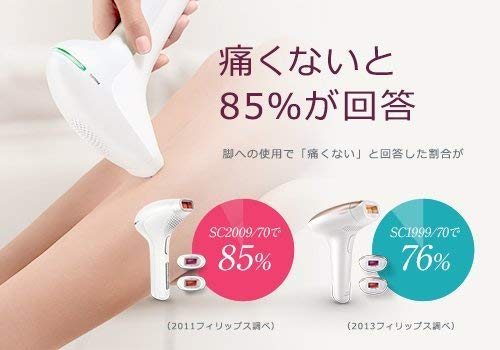 痛くないと
85%が回答
脚への使用で「痛くない」と回答した割合が
SC2009/70で
85%
SC1999/70で
76%
（2011フィリップス調べ）
（2013フィリップス調べ）